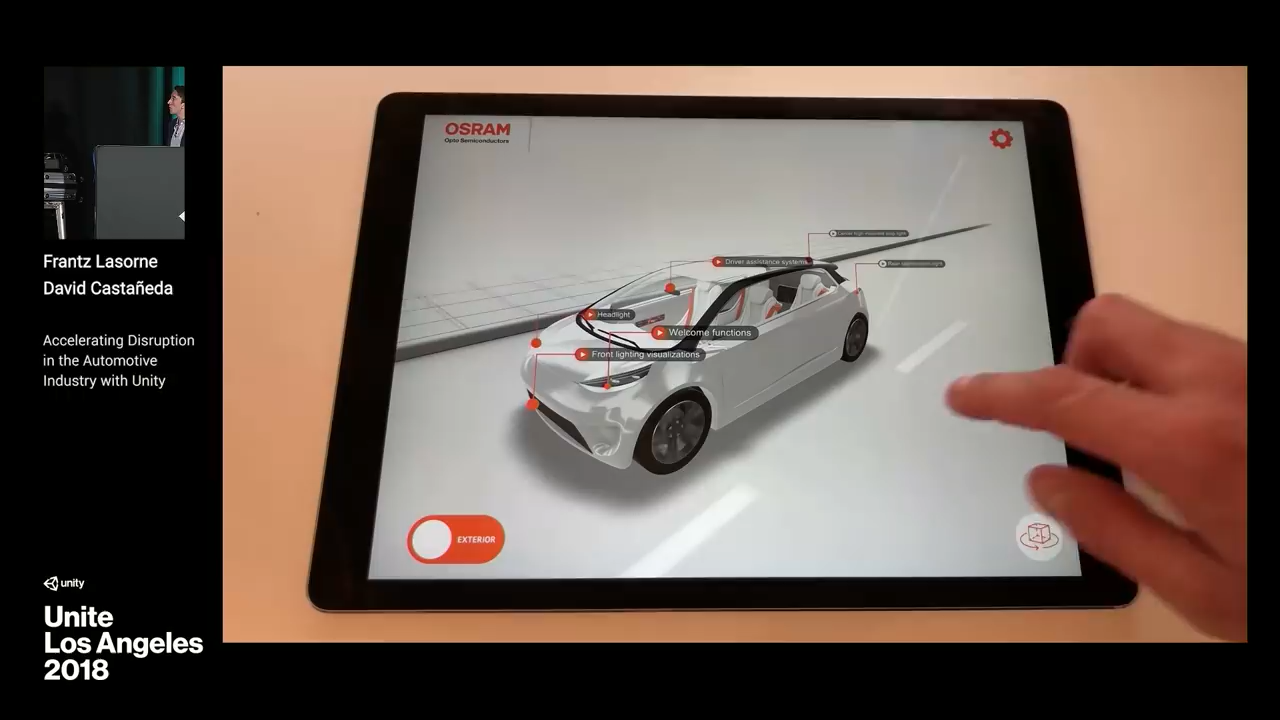 Frantz Lasorne
David Castañeda
Accelerating Disruption
in the Automotive
Industry with Unity
unity
Unite
Los Angeles
2018
OSRAM
Opto Semiconductors
Driver assistance systems
Headlight
Welcome functions
Front lighting visualizations
EXTERIOR